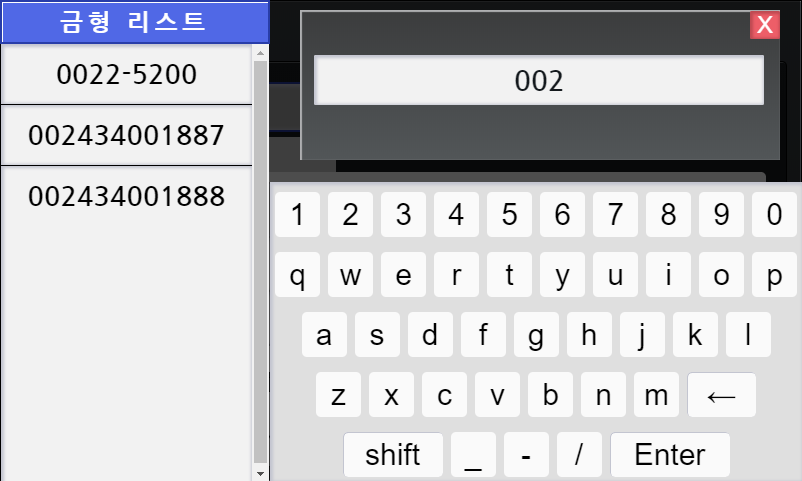 금형 리스트
0022-5200
002434001887
002434001888
X
002
1 2 3 4 5 6 7 8 9 0
q w e r t y u i o p
a s d f g h j k l
z x c v b n m ←
shift _ - / Enter